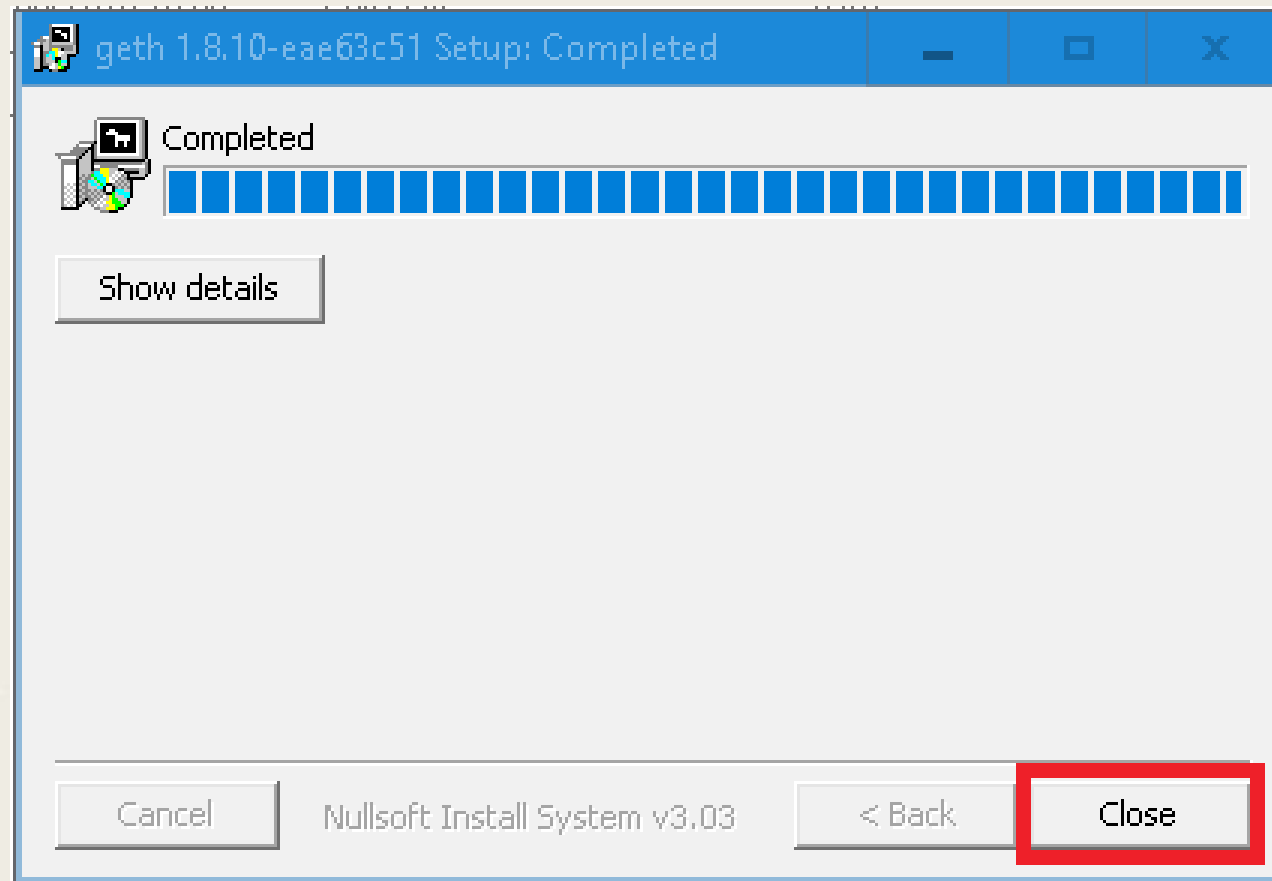 geth 1.8.10-eae63c51 Setup: Completed
Completed
Show details
Cancel
Nullsoft Install System v3.03
< Back
Close